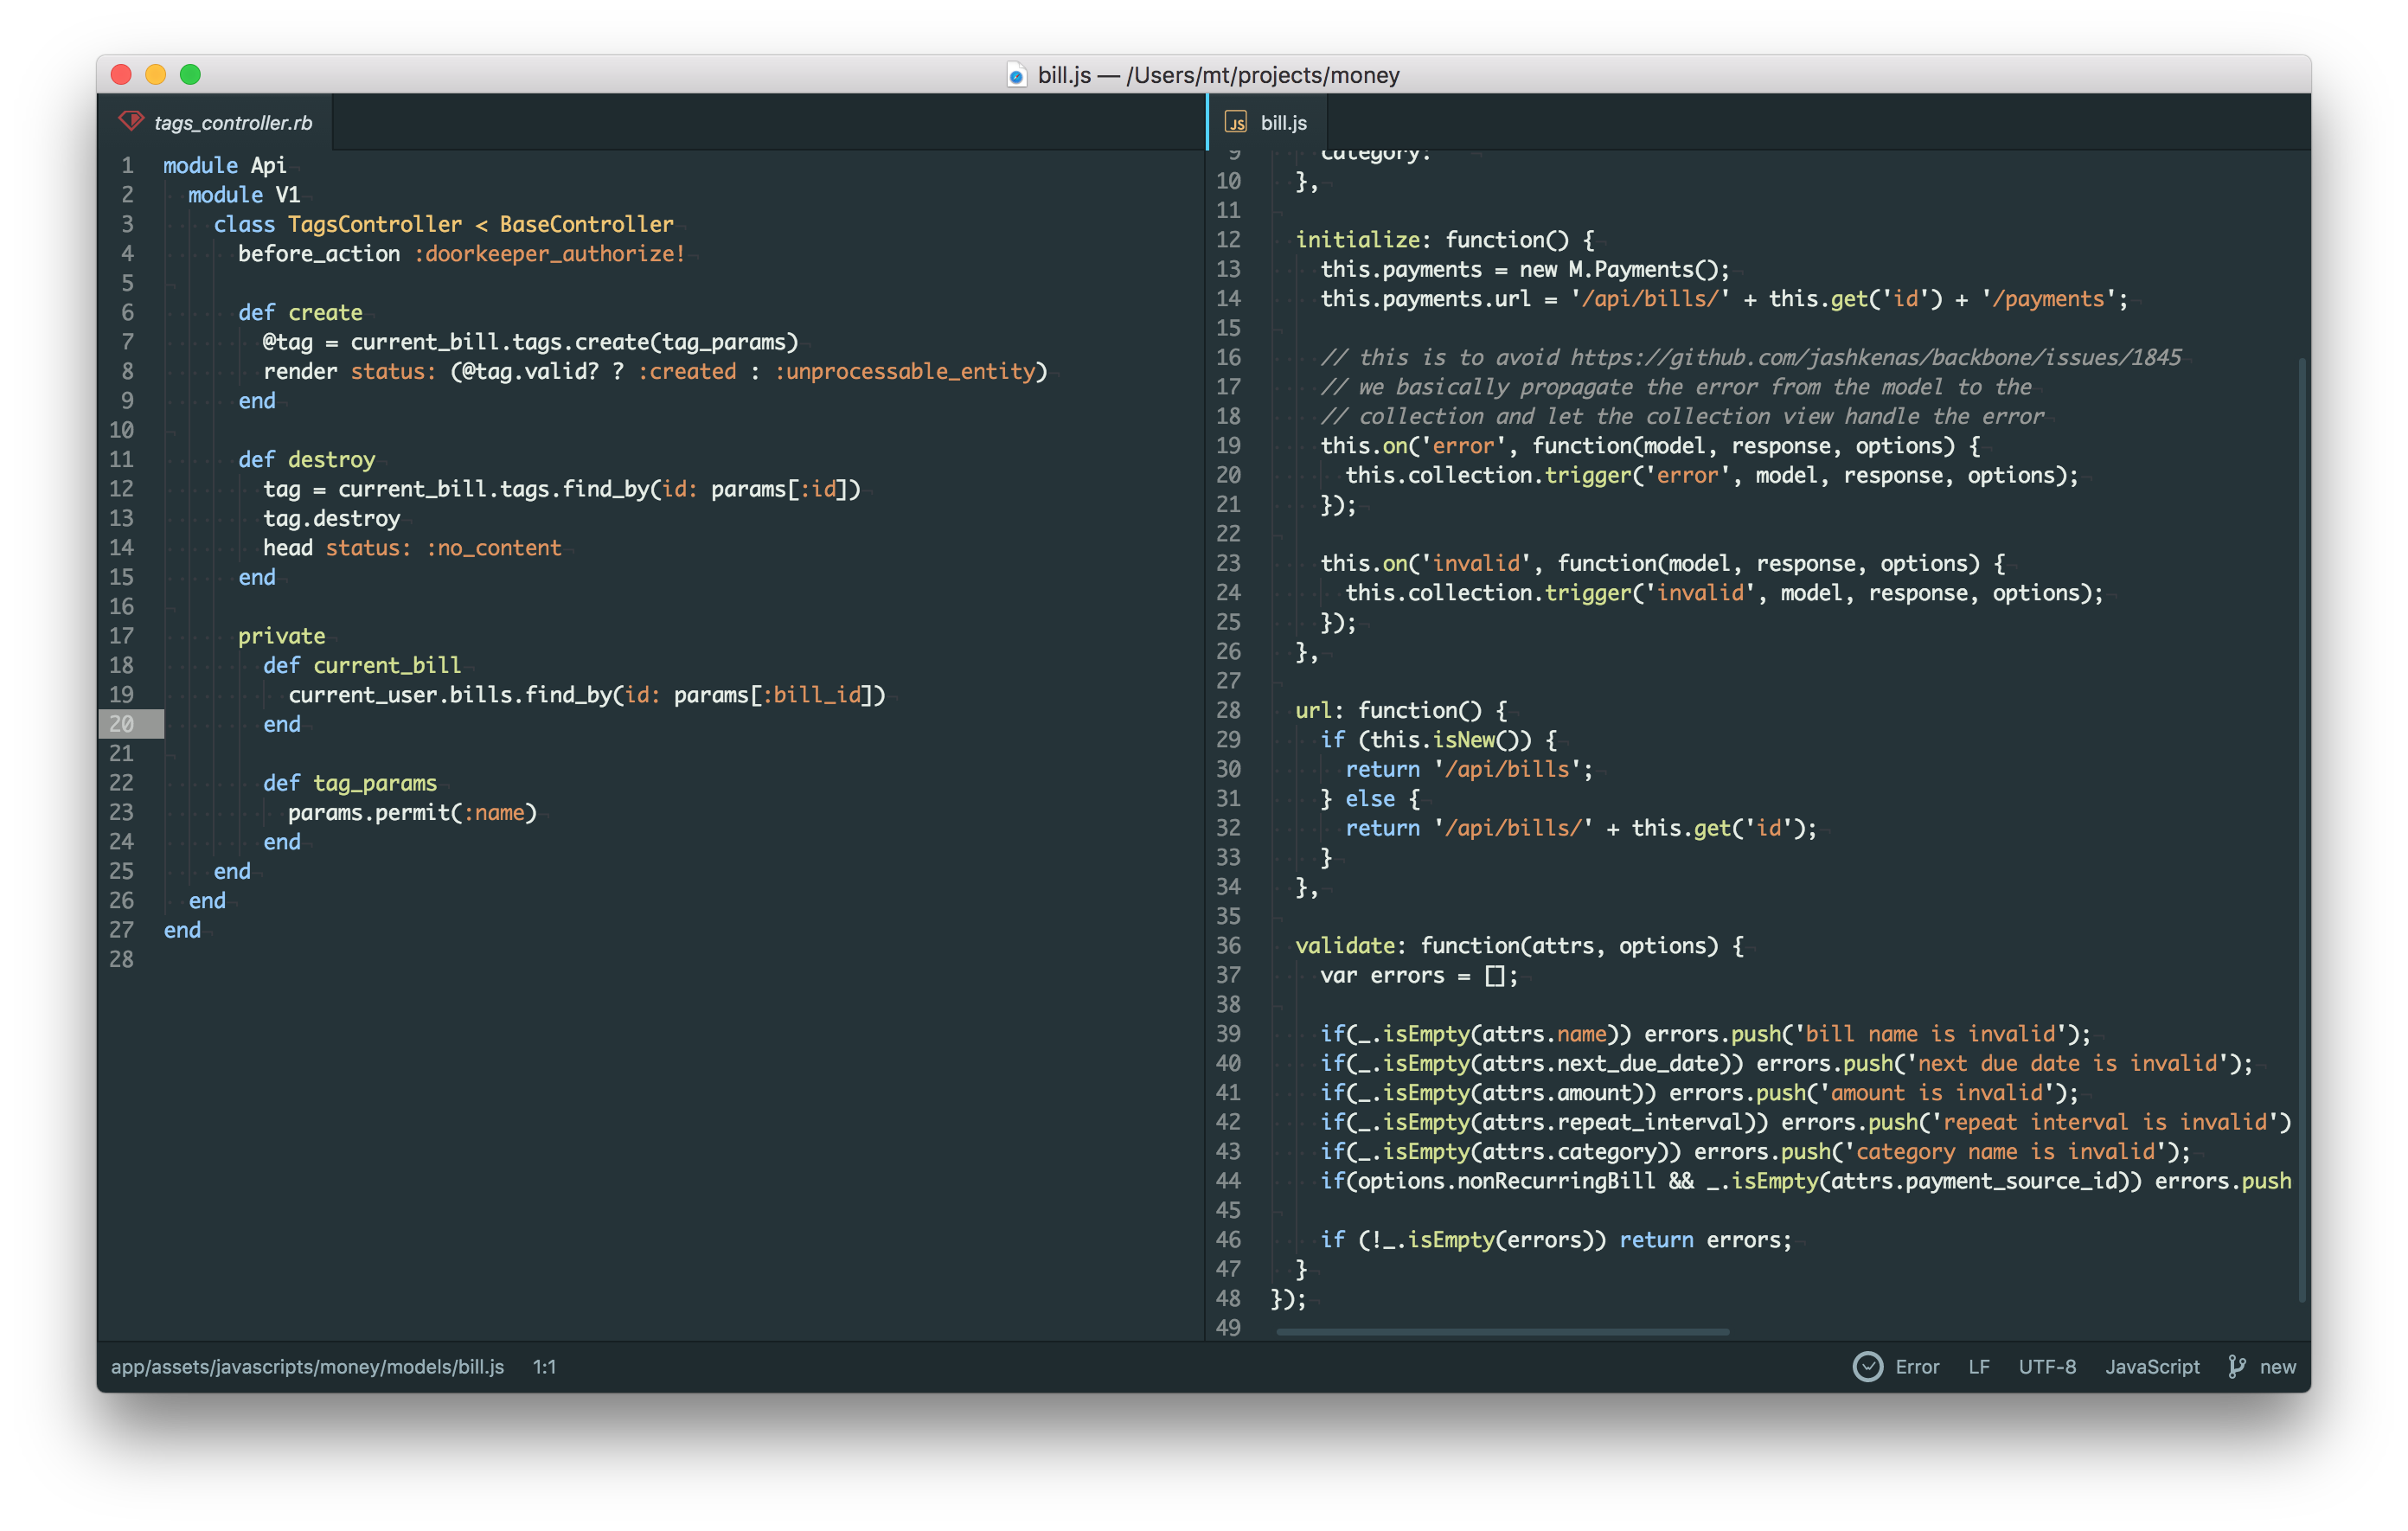 bill.js — /Users/mt/projects/money
tags_controller.rb
1 module Api
2 module V1
3 class TagsController < BaseController
4 before_action :doorkeeper_authorize!
5
6 def create
7 @tag = current_bill.tags.create(tag_params)
8 render status: (@tag.valid? ? :created : :unprocessable_entity)
9 end
10
11 def destroy
12 tag = current_bill.tags.find_by(id: params[:id])
13 tag.destroy
14 head status: :no_content
15 end
16
17 private
18 def current_bill
19 current_user.bills.find_by(id: params[:bill_id])
20 end
21
22 def tag_params
23 params.permit(:name)
24 end
25 end
26 end
27 end
28
JS bill.js
9 category:
10 },
11
12 initialize: function() {
13 this.payments = new M.Payments();
14 this.payments.url = '/api/bills/' + this.get('id') + '/payments';
15
16 // this is to avoid https://github.com/jashkenas/backbone/issues/1845
17 // we basically propagate the error from the model to the
18 // collection and let the collection view handle the error
19 this.on('error', function(model, response, options) {
20 this.collection.trigger('error', model, response, options);
21 });
22
23 this.on('invalid', function(model, response, options) {
24 this.collection.trigger('invalid', model, response, options);
25 });
26 },
27
28 url: function() {
29 if (this.isNew()) {
30 return '/api/bills';
31 } else {
32 return '/api/bills/' + this.get('id');
33 }
34 },
35
36 validate: function(attrs, options) {
37 var errors = [];
38
39 if(_.isEmpty(attrs.name)) errors.push('bill name is invalid');
40 if(_.isEmpty(attrs.next_due_date)) errors.push('next due date is invalid');
41 if(_.isEmpty(attrs.amount)) errors.push('amount is invalid');
42 if(_.isEmpty(attrs.repeat_interval)) errors.push('repeat interval is invalid')
43 if(_.isEmpty(attrs.category)) errors.push('category name is invalid');
44 if(options.nonRecurringBill && _.isEmpty(attrs.payment_source_id)) errors.push
45
46 if (!_.isEmpty(errors)) return errors;
47 }
48 });
49
app/assets/javascripts/money/models/bill.js 1:1 Error LF UTF-8 JavaScript new